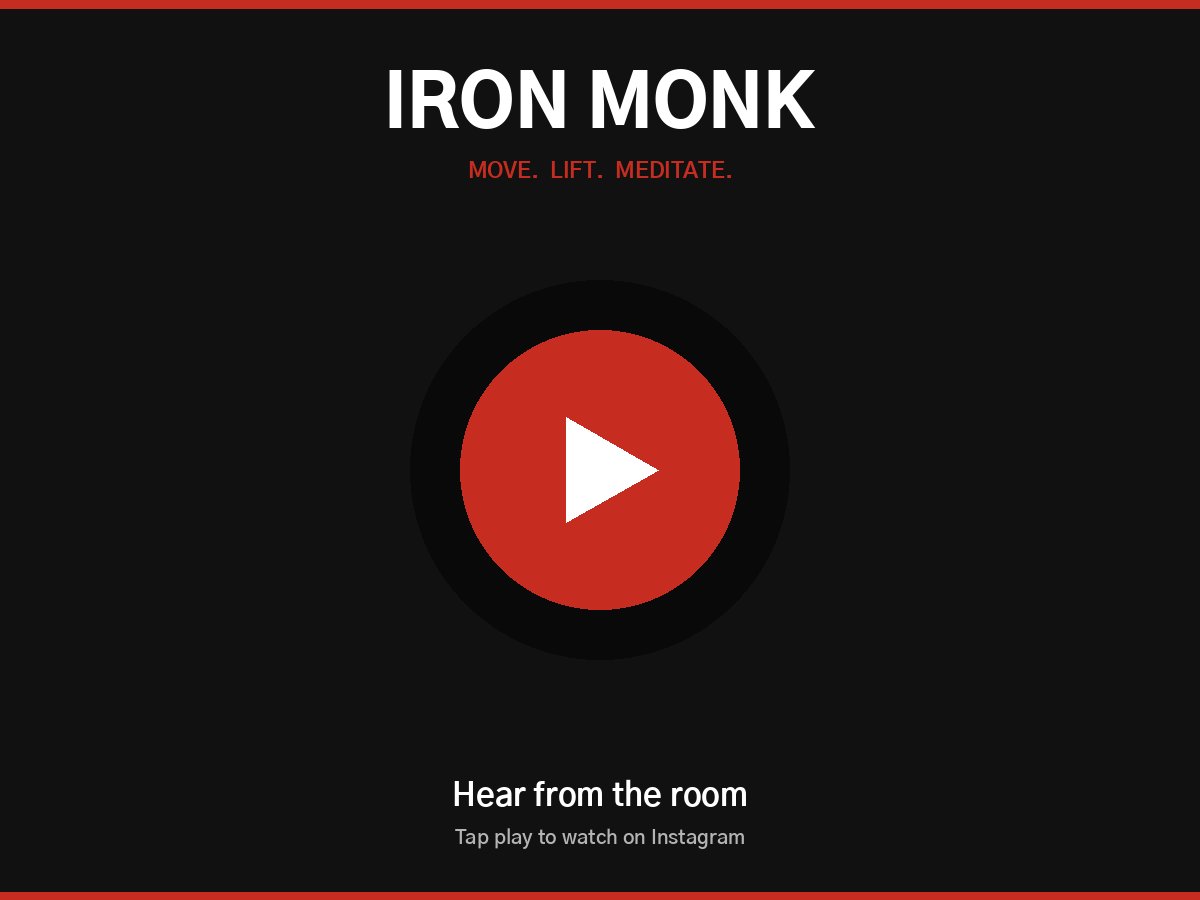 IRON MONK
MOVE. LIFT. MEDITATE.
Hear from the room
Tap play to watch on Instagram